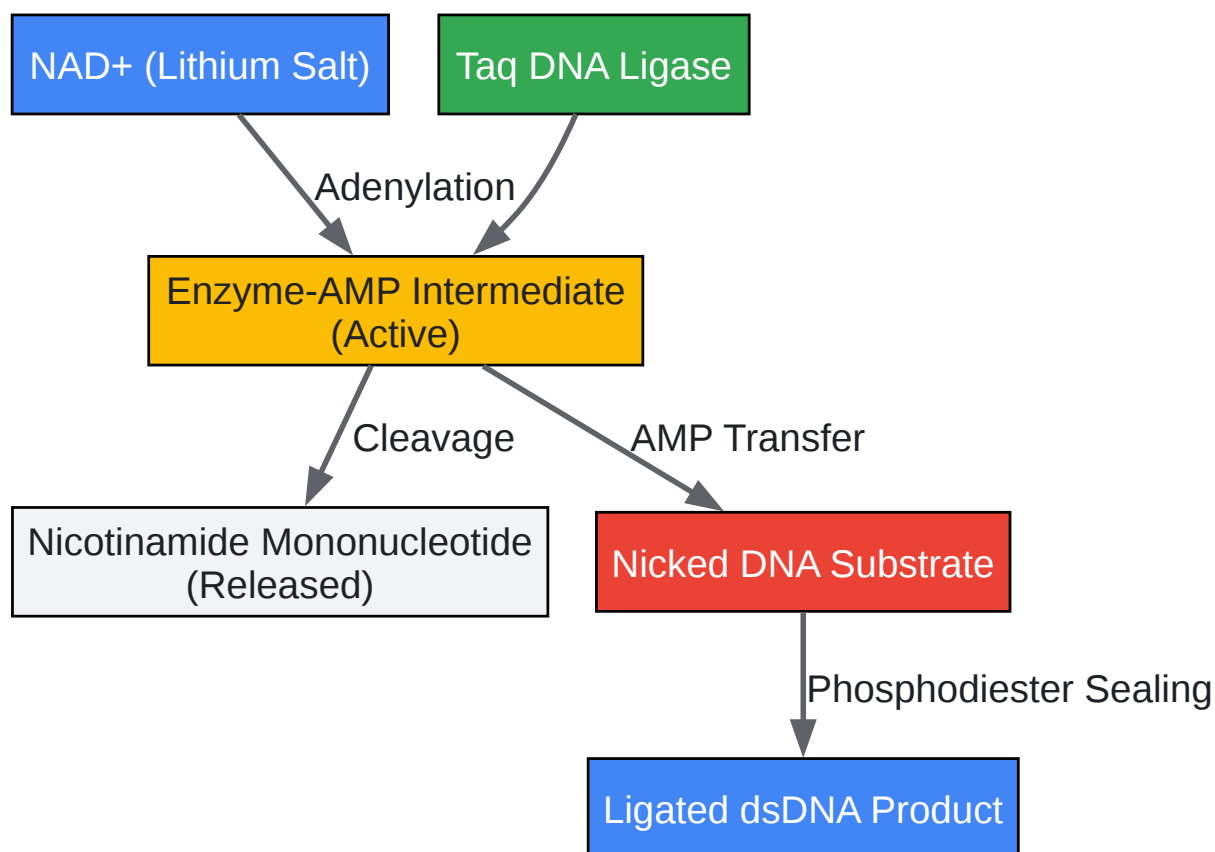 NAD+ (Lithium Salt)
Taq DNA Ligase
Adenylation
Enzyme-AMP Intermediate
(Active)
Cleavage
AMP Transfer
Nicotinamide Mononucleotide
(Released)
Nicked DNA Substrate
Phosphodiester Sealing
Ligated dsDNA Product